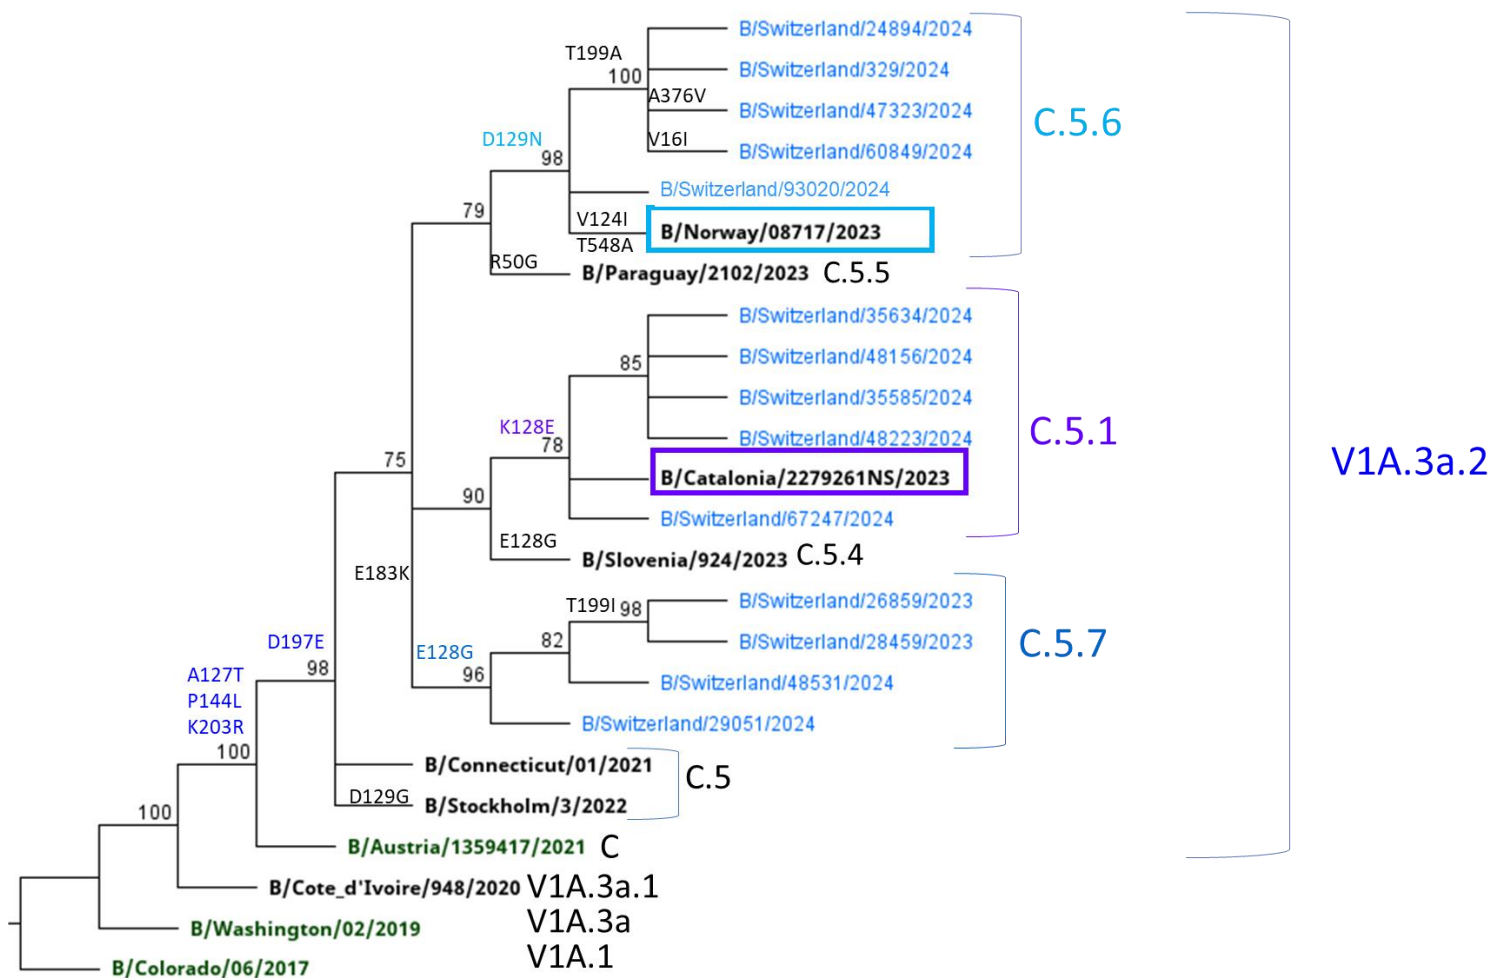 B/Switzerland/24894/2024
T199A
100
B/Switzerland/329/2024
A376V
B/Switzerland/47323/2024
C.5.6
V16I
B/Switzerland/60849/2024
D129N
98
B/Switzerland/93020/2024
79
V124I
B/Norway/08717/2023
T548A
R50G
B/Paraguay/2102/2023 C.5.5
B/Switzerland/35634/2024
B/Switzerland/48156/2024
85
B/Switzerland/35585/2024
K128E
78
B/Switzerland/48223/2024
C.5.1
V1A.3a.2
75
B/Catalonia/2279261NS/2023
90
B/Switzerland/67247/2024
E128G
B/Slovenia/924/2023 C.5.4
E183K
T199I 98
B/Switzerland/26859/2023
B/Switzerland/28459/2023
C.5.7
D197E
98
E128G
82
96
B/Switzerland/48531/2024
A127T
P144L
K203R
B/Switzerland/29051/2024
100
B/Connecticut/01/2021
C.5
D129G
B/Stockholm/3/2022
100
B/Austria/1359417/2021 C
B/Cote_d'Ivoire/948/2020 V1A.3a.1
B/Washington/02/2019 V1A.3a
B/Colorado/06/2017 V1A.1